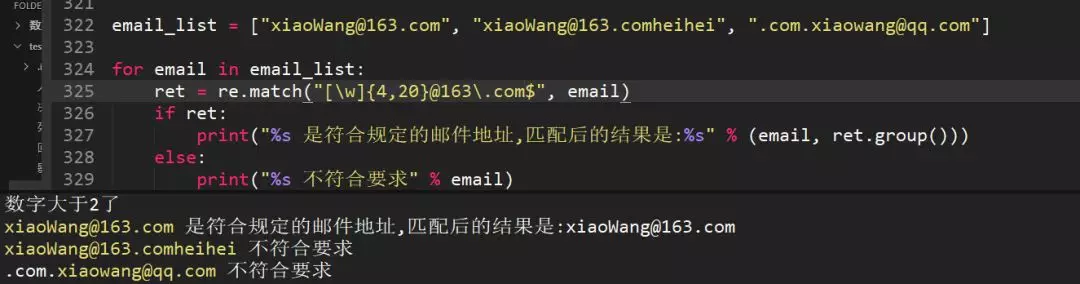 FOLDE
数
tes
321
322 email_list = ["xiaoWang@163.com", "xiaoWang@163.comheihei", ".com.xiaowang@qq.com"]
323
324 for email in email_list:
325 ret = re.match("[\w]{4,20}@163\.com$", email)
326 if ret:
327 print("%s 是符合规定的邮件地址,匹配后的结果是:%s" % (email, ret.group()))
328 else:
329 print("%s 不符合要求" % email)
数字大于2了
xiaoWang@163.com 是符合规定的邮件地址,匹配后的结果是:xiaoWang@163.com
xiaoWang@163.comheihei 不符合要求
.com.xiaowang@qq.com 不符合要求